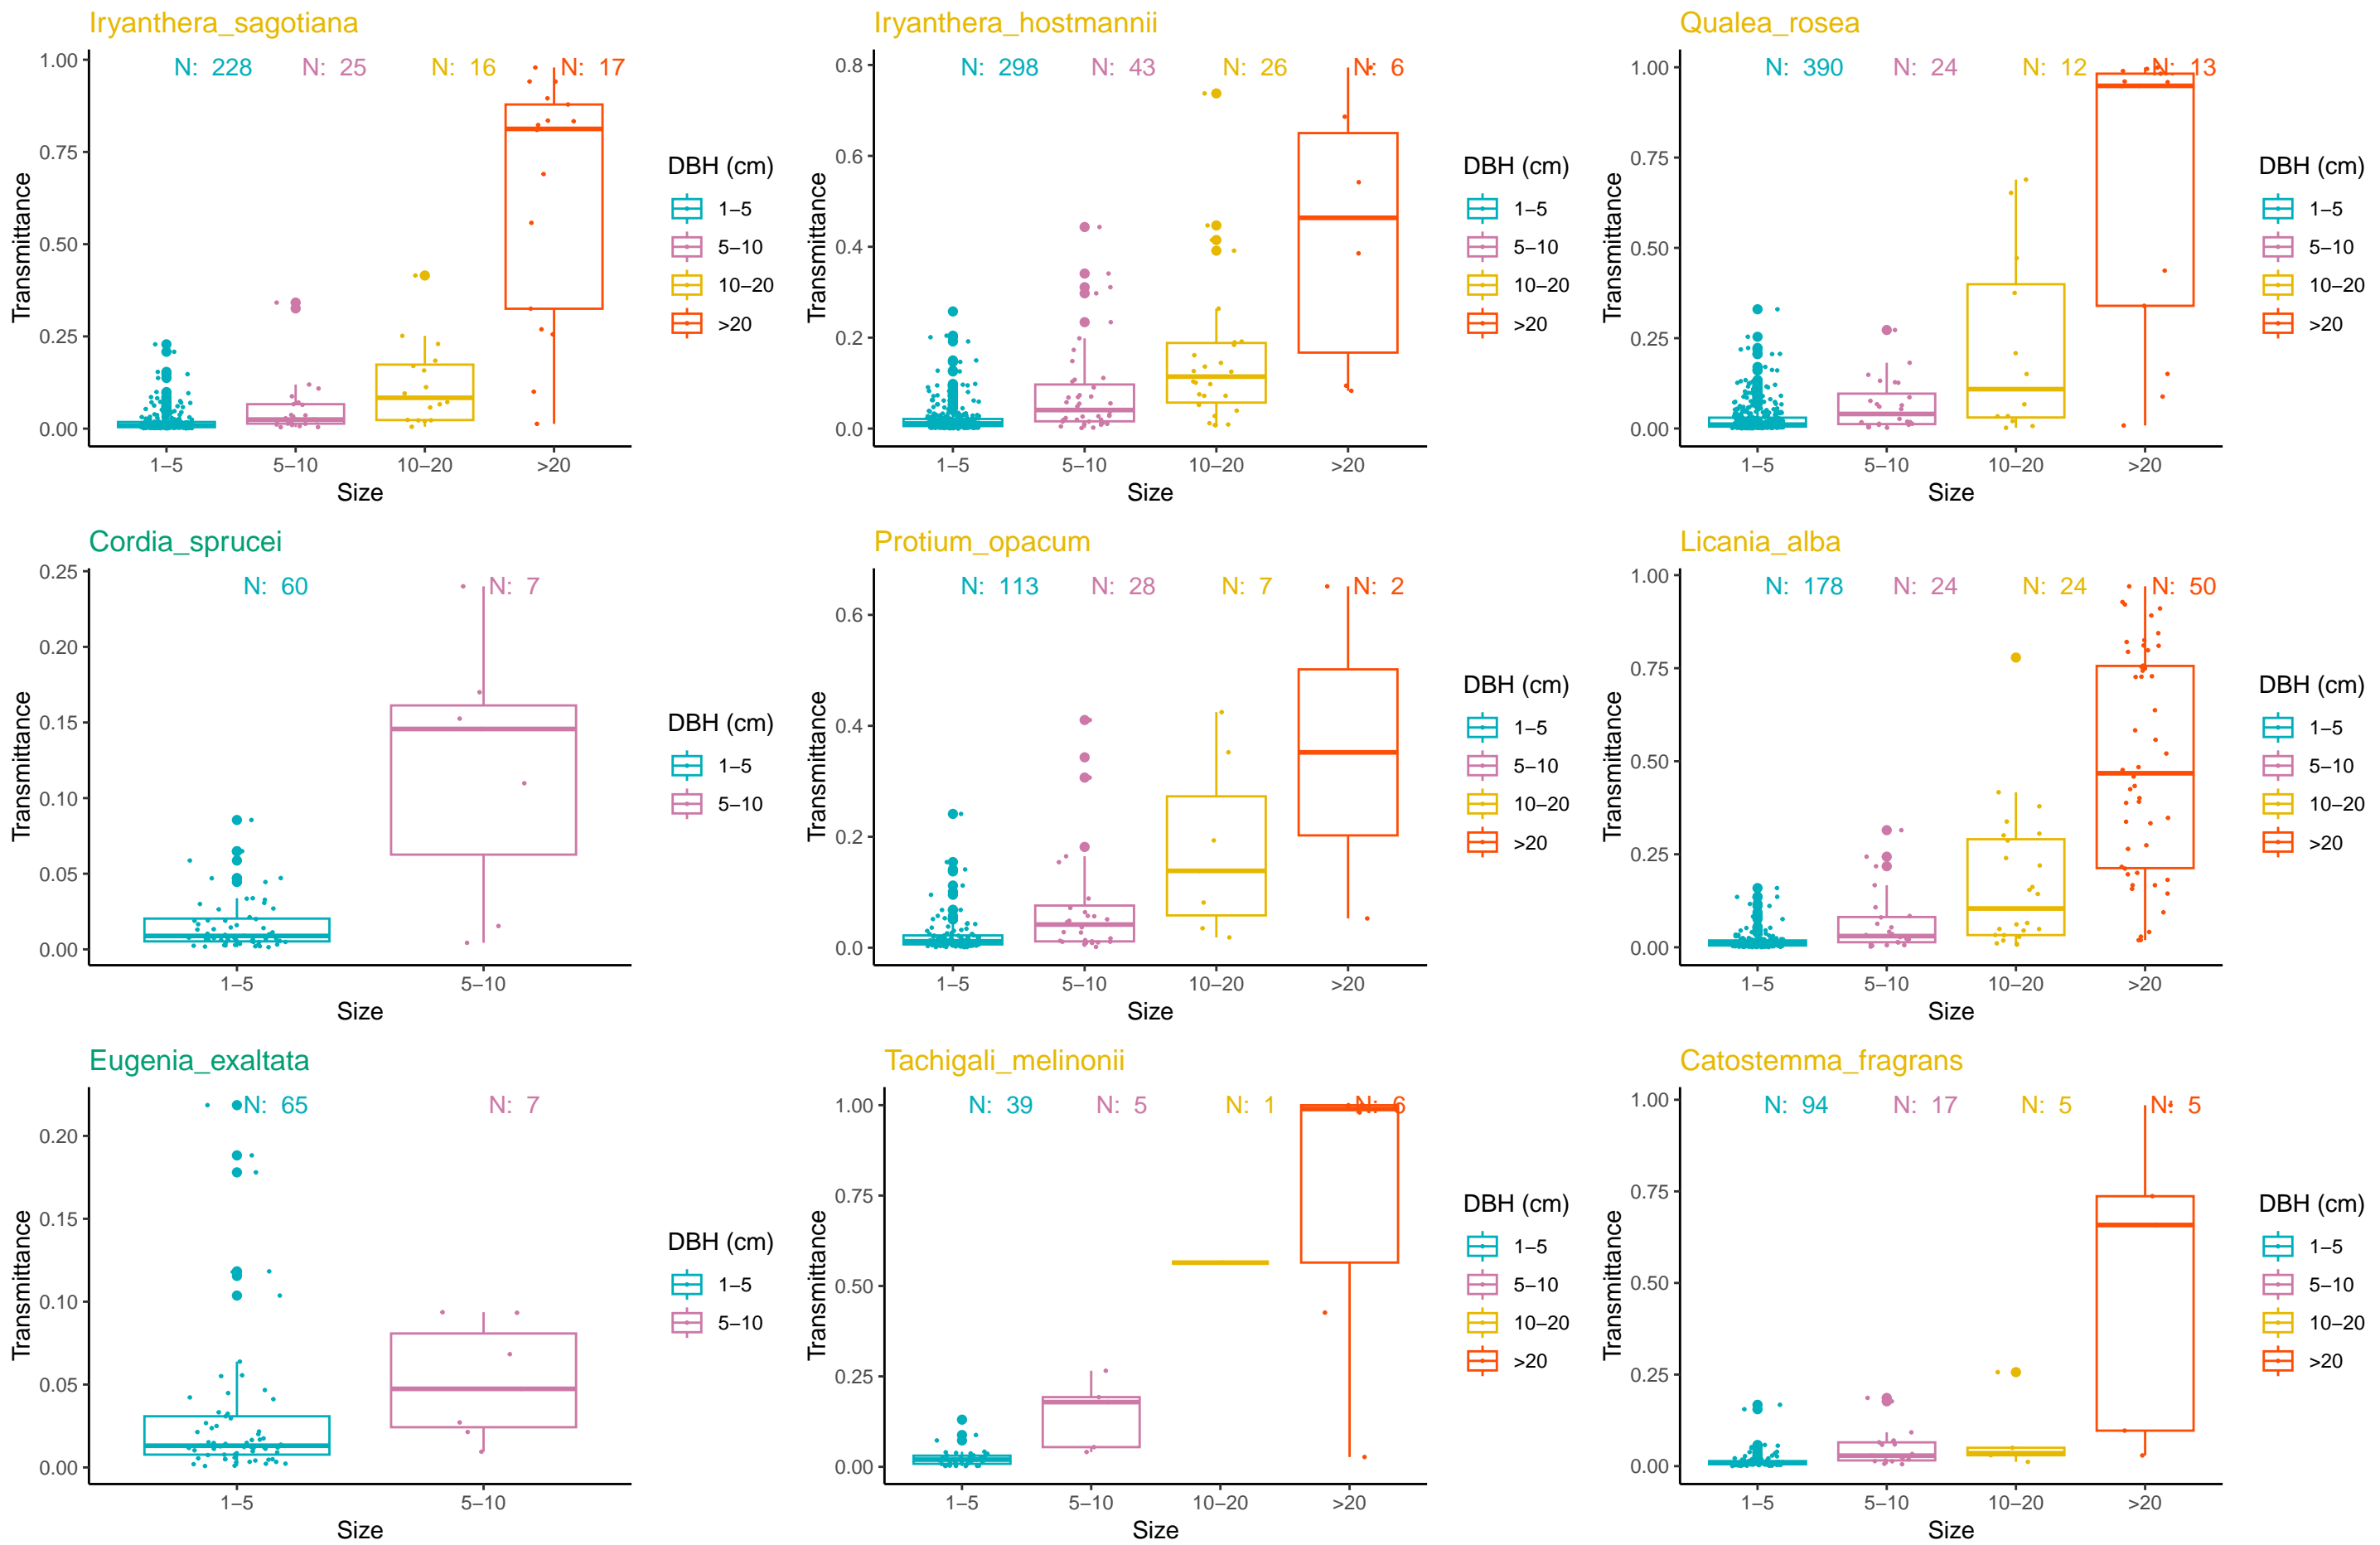 Iryanthera_sagotiana
N: 228 N: 25 N: 16 N: 17
1.00
0.75
0.50
0.25
0.00
Transmittance
1–5 5–10 10–20 >20
Size
DBH (cm)
1–5
5–10
10–20
>20
Iryanthera_hostmannii
N: 298 N: 43 N: 26 N: 6
0.8
0.6
0.4
0.2
0.0
Transmittance
1–5 5–10 10–20 >20
Size
DBH (cm)
1–5
5–10
10–20
>20
Qualea_rosea
N: 390 N: 24 N: 12 N: 13
1.00
0.75
0.50
0.25
0.00
Transmittance
1–5 5–10 10–20 >20
Size
DBH (cm)
1–5
5–10
10–20
>20
Cordia_sprucei
N: 60 N: 7
0.25
0.20
0.15
0.10
0.05
0.00
Transmittance
1–5 5–10
Size
DBH (cm)
1–5
5–10
Protium_opacum
N: 113 N: 28 N: 7 N: 2
0.6
0.4
0.2
0.0
Transmittance
1–5 5–10 10–20 >20
Size
DBH (cm)
1–5
5–10
10–20
>20
Licania_alba
N: 178 N: 24 N: 24 N: 50
1.00
0.75
0.50
0.25
0.00
Transmittance
1–5 5–10 10–20 >20
Size
DBH (cm)
1–5
5–10
10–20
>20
Eugenia_exaltata
N: 65 N: 7
0.20
0.15
0.10
0.05
0.00
Transmittance
1–5 5–10
Size
DBH (cm)
1–5
5–10
Tachigali_melinonii
N: 39 N: 5 N: 1 N: 6
1.00
0.75
0.50
0.25
0.00
Transmittance
1–5 5–10 10–20 >20
Size
DBH (cm)
1–5
5–10
10–20
>20
Catostemma_fragrans
N: 94 N: 17 N: 5 N: 5
1.00
0.75
0.50
0.25
0.00
Transmittance
1–5 5–10 10–20 >20
Size
DBH (cm)
1–5
5–10
10–20
>20